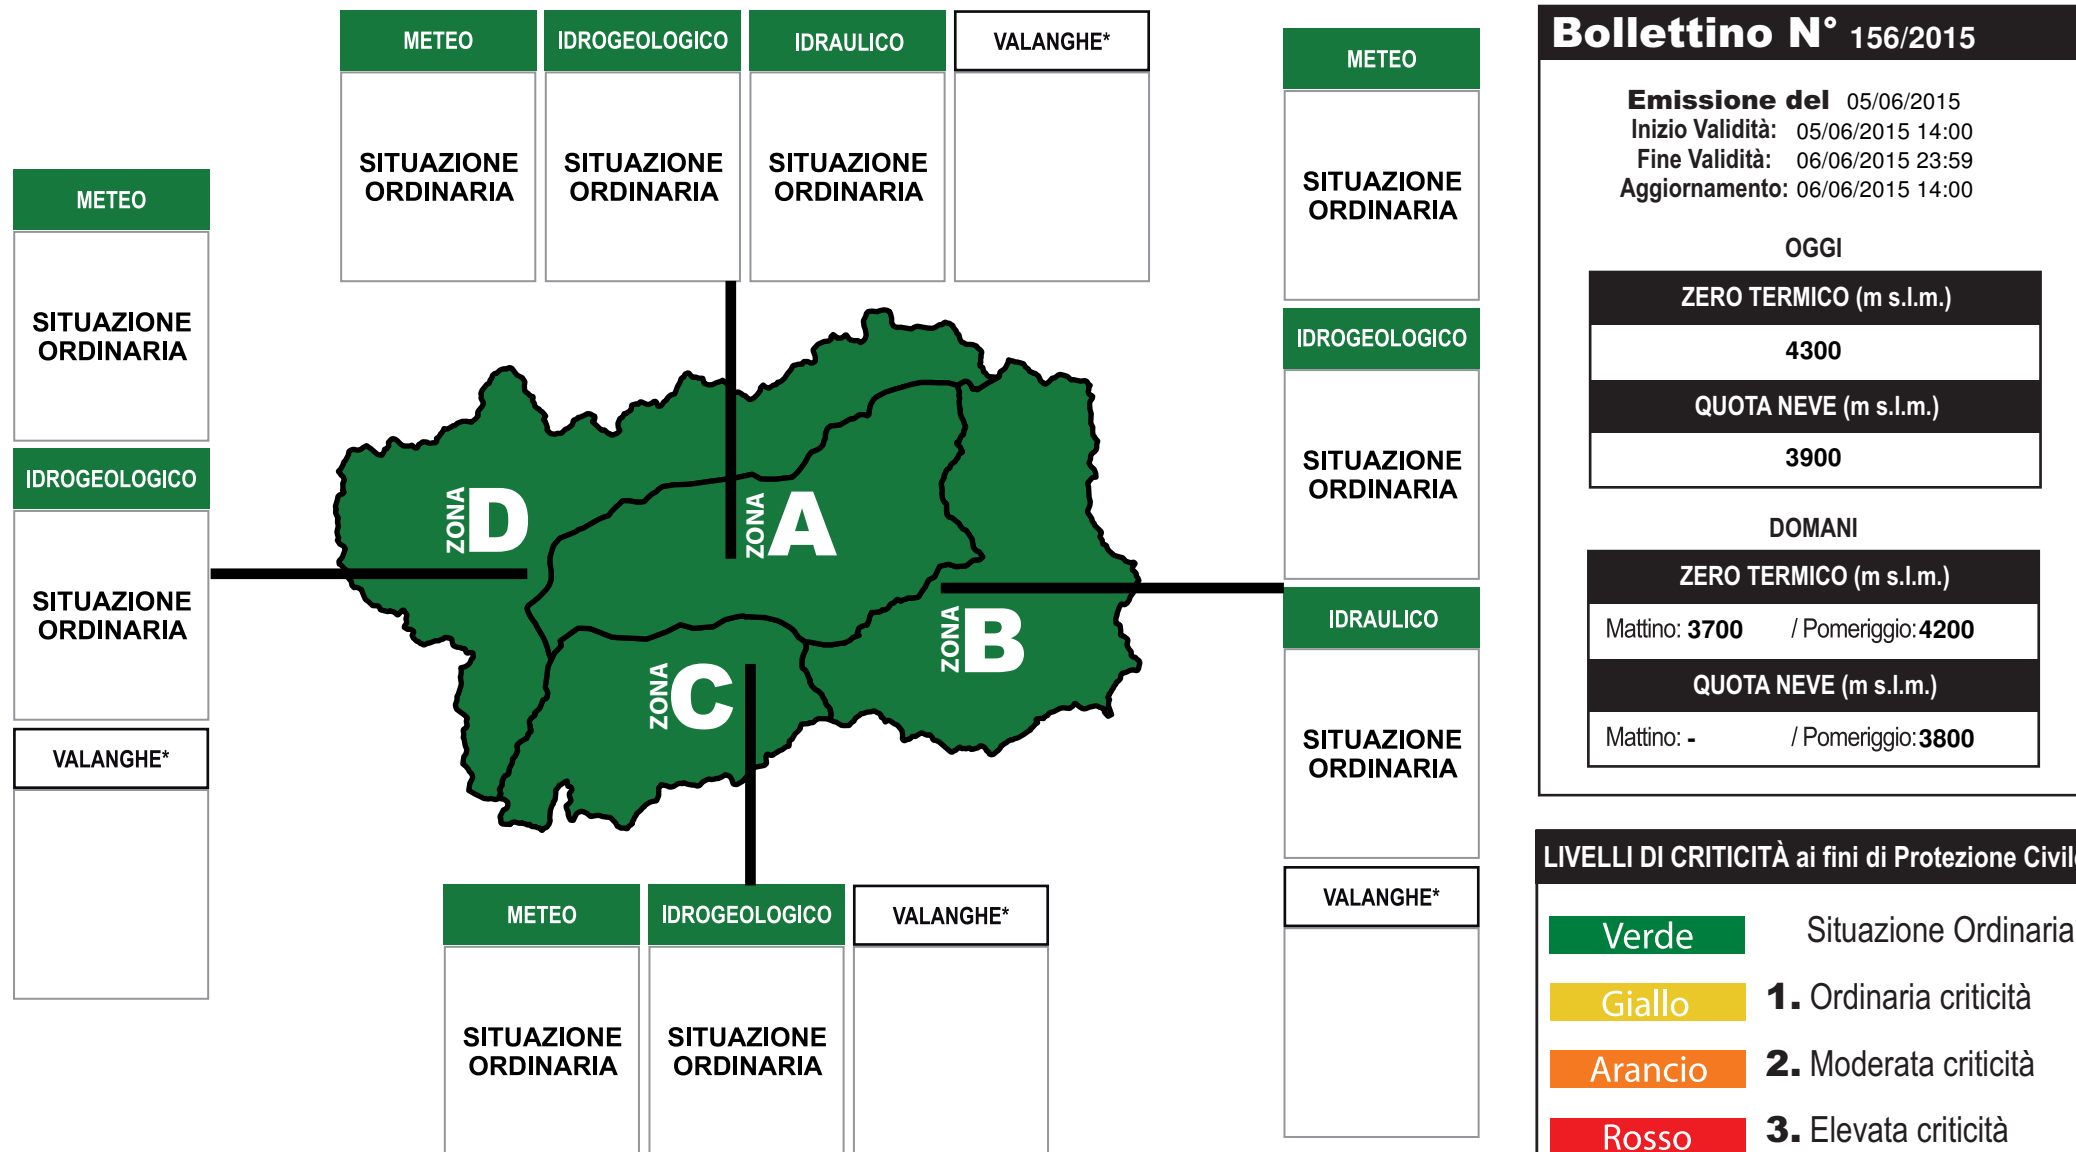 METEO IDROGEOLOGICO IDRAULICO VALANGHE*
SITUAZIONE ORDINARIA
SITUAZIONE ORDINARIA
SITUAZIONE ORDINARIA
METEO
SITUAZIONE
ORDINARIA
IDROGEOLOGICO
SITUAZIONE
ORDINARIA
VALANGHE*
ZONA D
ZONA A
ZONA B
ZONA C
METEO
SITUAZIONE
ORDINARIA
IDROGEOLOGICO
SITUAZIONE
ORDINARIA
IDRAULICO
SITUAZIONE
ORDINARIA
VALANGHE*
METEO IDROGEOLOGICO VALANGHE*
SITUAZIONE ORDINARIA
SITUAZIONE ORDINARIA
Bollettino N° 156/2015
Emissione del 05/06/2015
Inizio Validità: 05/06/2015 14:00
Fine Validità: 06/06/2015 23:59
Aggiornamento: 06/06/2015 14:00
OGGI
ZERO TERMICO (m s.l.m.)
4300
QUOTA NEVE (m s.l.m.)
3900
DOMANI
ZERO TERMICO (m s.l.m.)
Mattino: 3700 / Pomeriggio: 4200
QUOTA NEVE (m s.l.m.)
Mattino: - / Pomeriggio: 3800
LIVELLI DI CRITICITÀ ai fini di Protezione Civile
Verde Situazione Ordinaria
Giallo 1. Ordinaria criticità
Arancio 2. Moderata criticità
Rosso 3. Elevata criticità